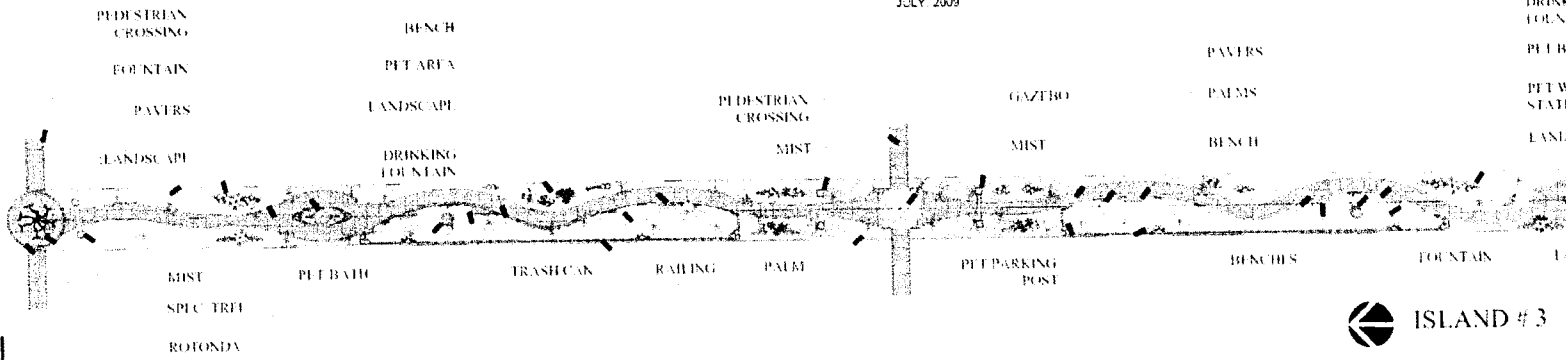 JULY, 2009
PEDESTRIAN
CROSSING
FOUNTAIN
PAVERS
LANDSCAPE
BENCH
PET AREA
LANDSCAPE
DRINKING
FOUNTAIN
PEDESTRIAN
CROSSING
MIST
GAZEBO
MIST
PAVERS
PALMS
BENCH
MIST
SPEC TREE
ROTONDA
PET BATH
TRASH CAN
RAILING
PALM
PET PARKING
POST
BENCHES
FOUNTAIN
ISLAND # 3